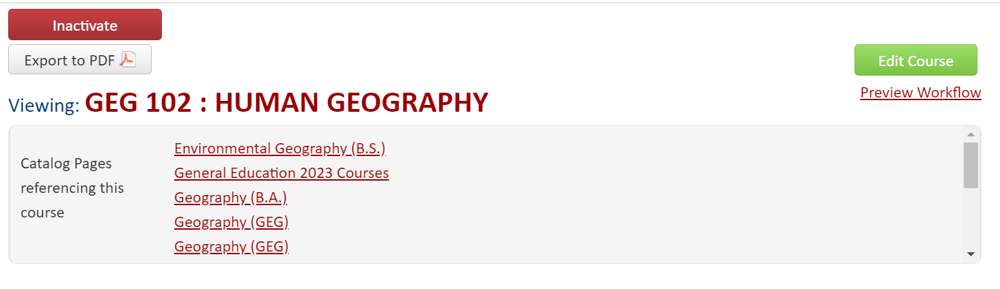 Inactivate
Export to PDF
Edit Course
Preview Workflow
Viewing: GEG 102 : HUMAN GEOGRAPHY
Catalog Pages
referencing this
course
Environmental Geography (B.S.)
General Education 2023 Courses
Geography (B.A.)
Geography (GEG)
Geography (GEG)